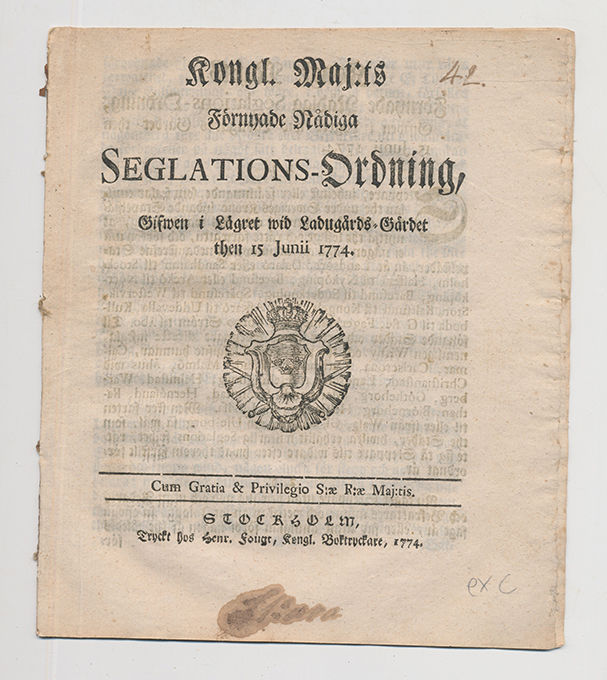 Kongl. Maj:ts
42.
Förnyade Nådiga
SEGLATIONS-Ordning,
Gifwen i Lägret wid Ladugårds-Gärdet
then 15 Junii 1774.
Cum Gratia & Privilegio S:æ R:æ Maj:tis.
STOCKHOLM,
Tryckt hos Henr. Fougt, Kongl. Boktryckare, 1774.
ex C